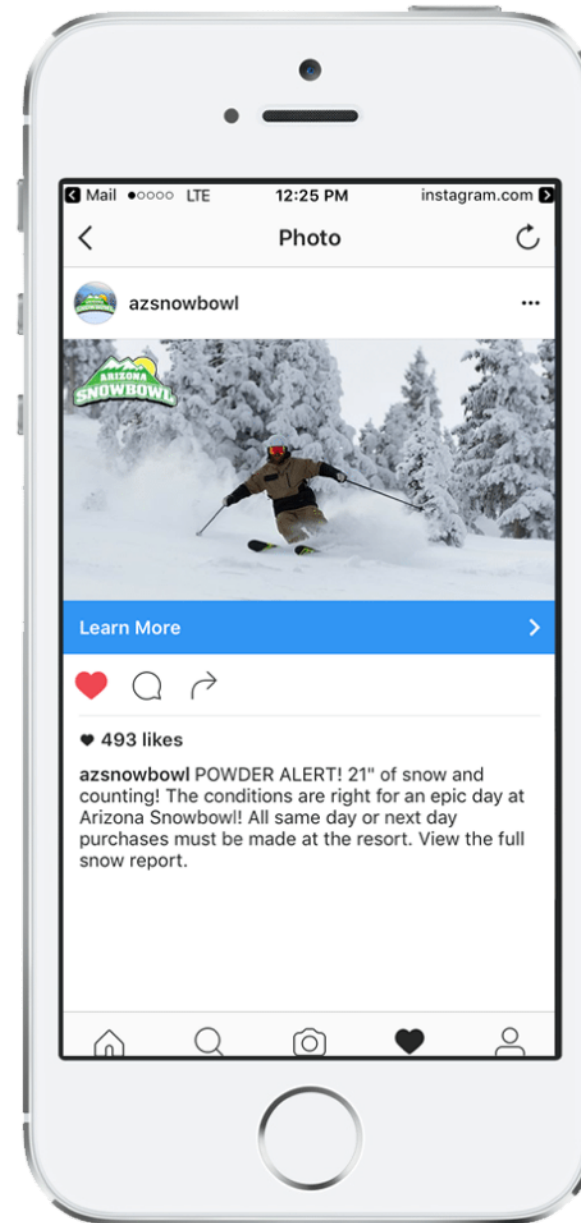 Mail LTE 12:25 PM instagram.com
Photo
azsnowbowl
ARIZONA
SNOWBOWL
Learn More
493 likes
azsnowbowl POWDER ALERT! 21" of snow and
counting! The conditions are right for an epic day at
Arizona Snowbowl! All same day or next day
purchases must be made at the resort. View the full
snow report.